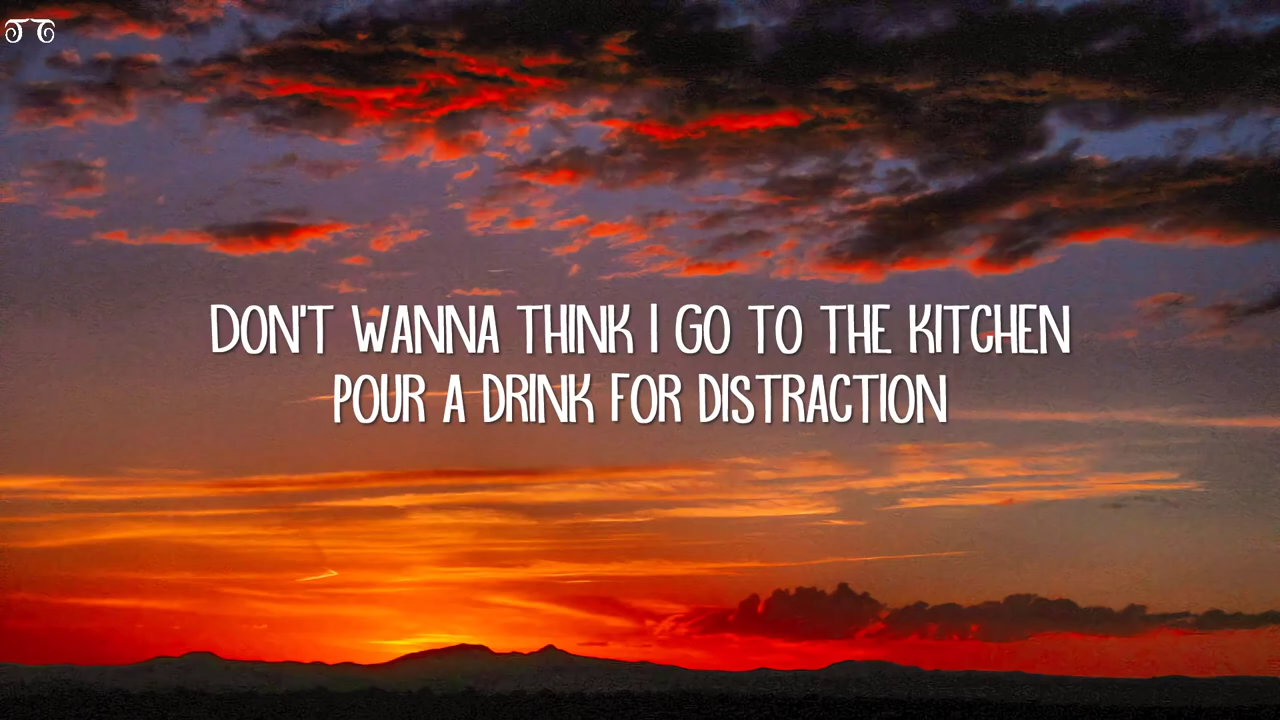 DON'T WANNA THINK I GO TO THE KITCHEN
POUR A DRINK FOR DISTRACTION